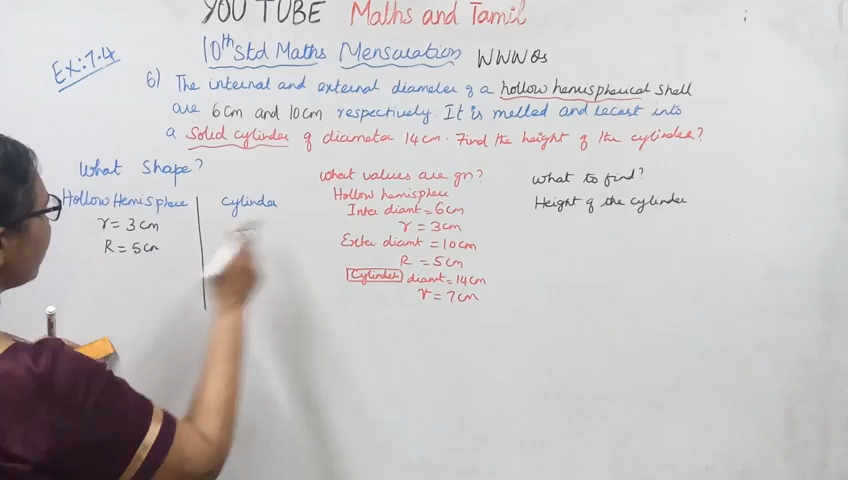 YOU TUBE Maths and Tamil
Ex:7.4
10th Std Maths Mensuration WWWOs
6) The internal and external diameter of a hollow hemispherical shell
are 6cm and 10cm respectively. It is melted and recast into
a Solid cylinder of diameter 14cm. Find the height of the cylinder?
What Shape?
Hollow Hemisphere
r = 3cm
R = 5cm
cylinder
What values are gn?
Hollow hemisphere
Inter diamt = 6cm
r = 3cm
Exter diamt = 10cm
R = 5cm
Cylinder diamt = 14cm
r = 7cm
What to find?
Height of the cylinder